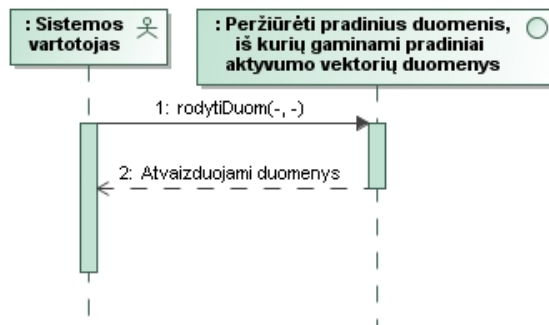 : Sistemos
vartotojas
: Peržiūrėti pradinius duomenis,
iš kurių gaminami pradiniai
aktyvumo vektorių duomenys
1: rodytiDuom(-, -)
2: Atvaizduojami duomenys